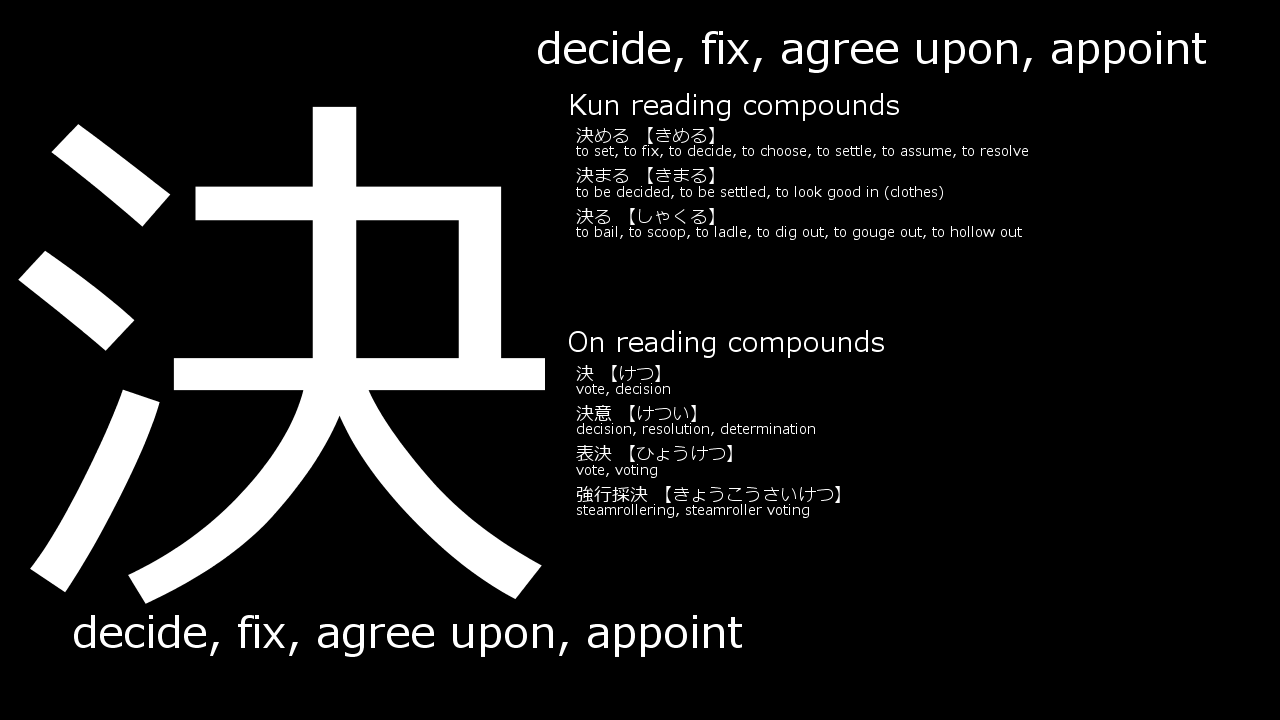 決
decide, fix, agree upon, appoint
decide, fix, agree upon, appoint
Kun reading compounds
決める 【きめる】
to set, to fix, to decide, to choose, to settle, to assume, to resolve
決まる 【きまる】
to be decided, to be settled, to look good in (clothes)
決る 【しゃくる】
to bail, to scoop, to ladle, to dig out, to gouge out, to hollow out
On reading compounds
決 【けつ】
vote, decision
決意 【けつい】
decision, resolution, determination
表決 【ひょうけつ】
vote, voting
強行採決 【きょうこうさいけつ】
steamrollering, steamroller voting